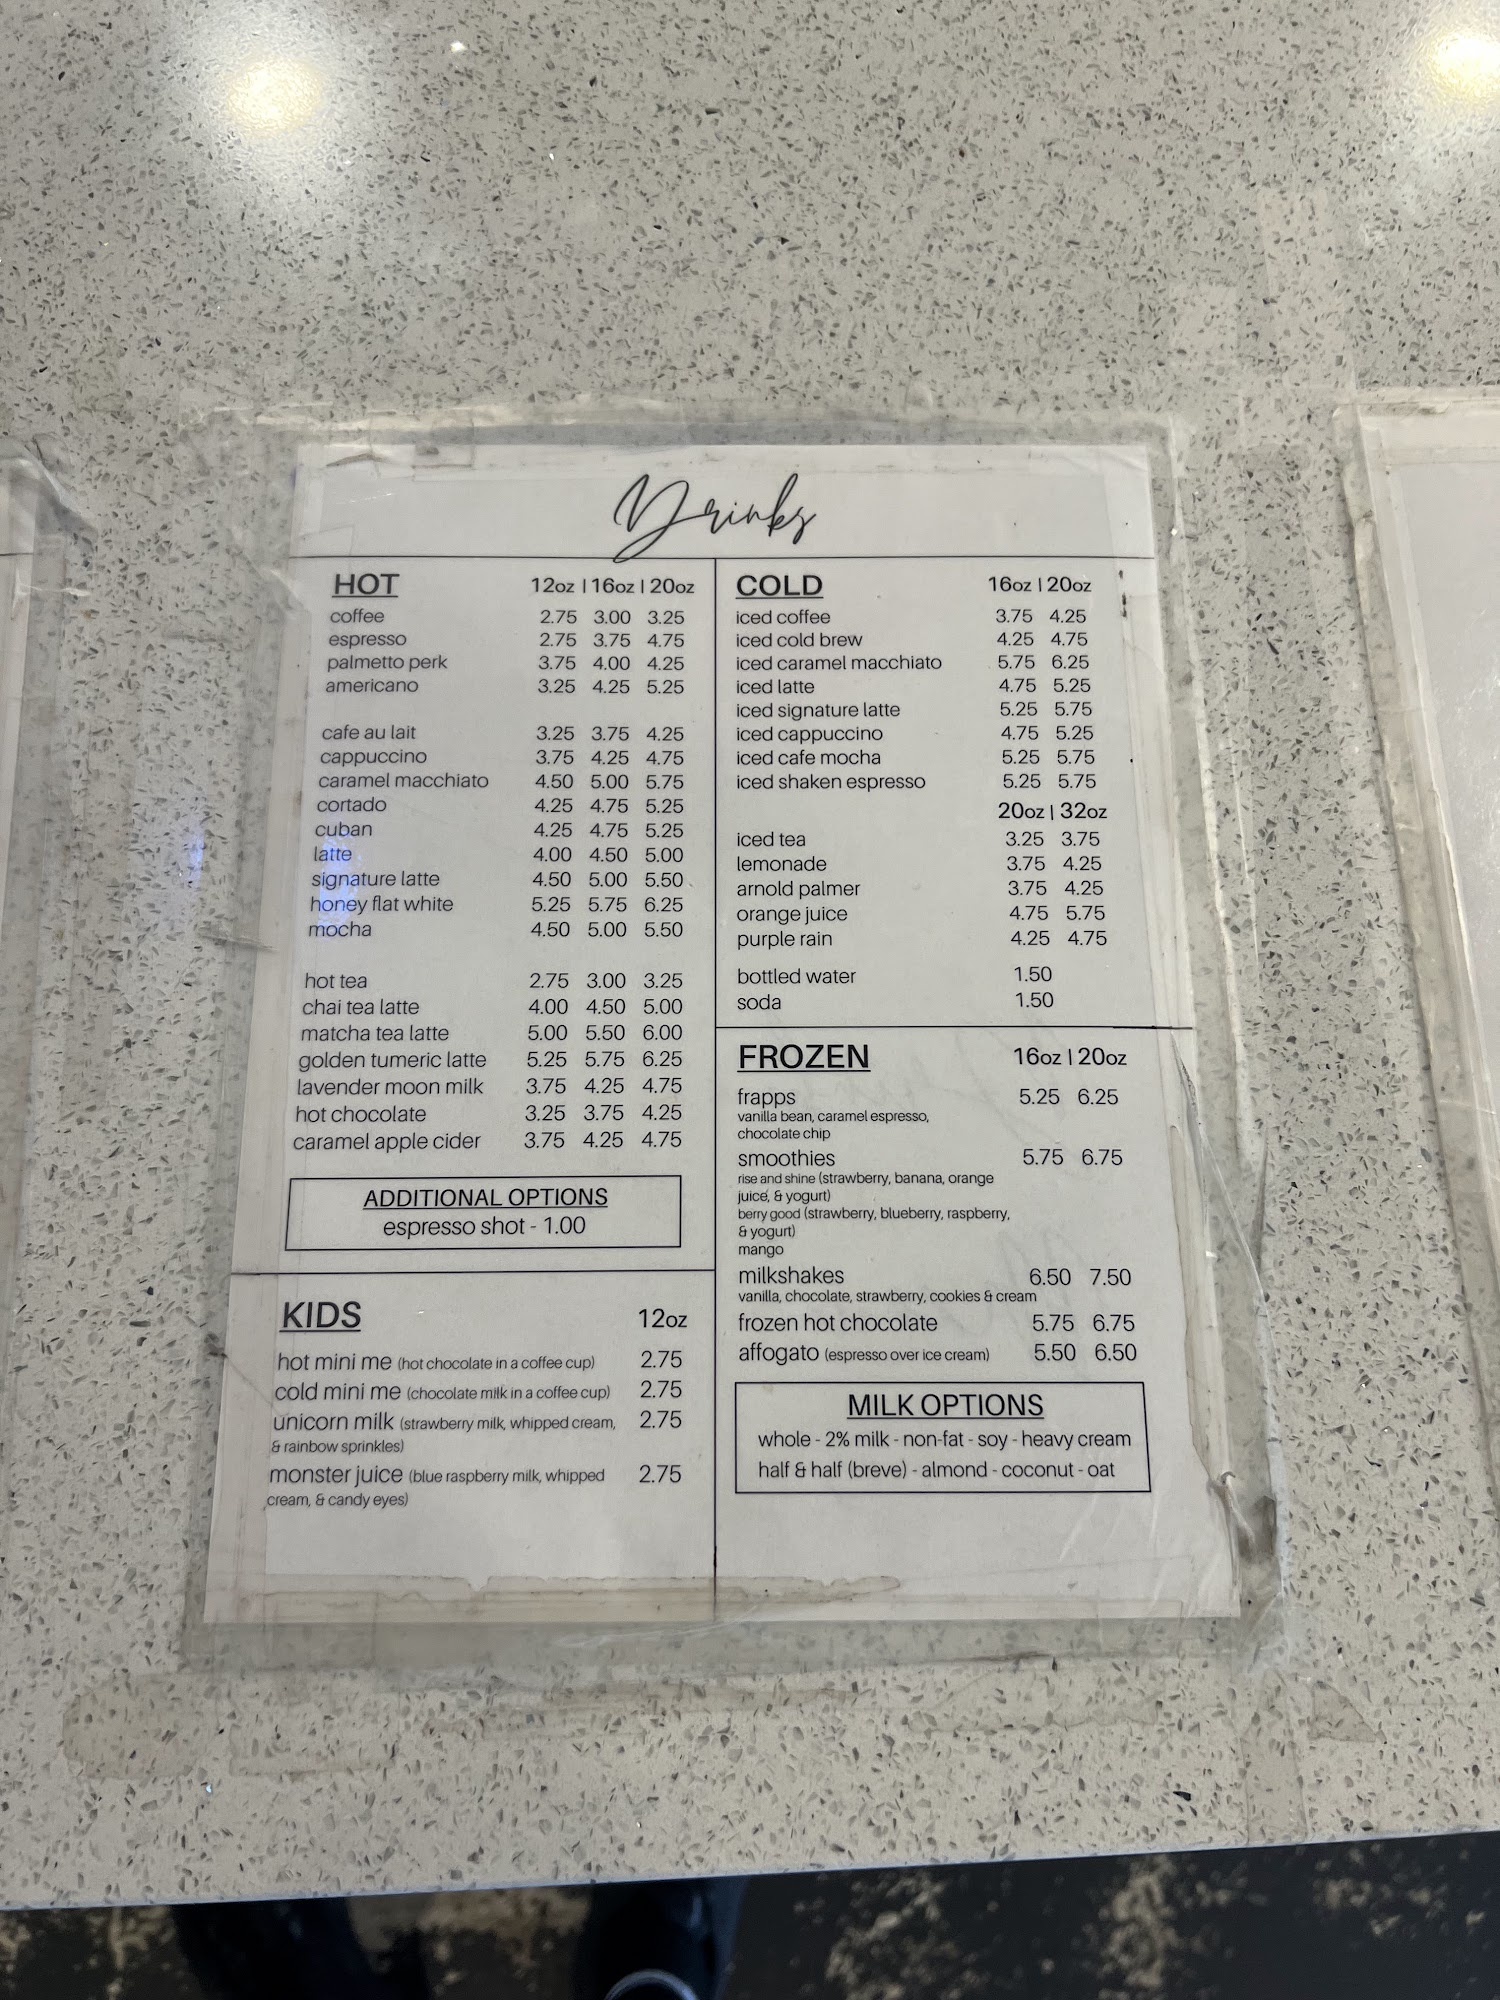 Drinks
HOT 12oz | 16oz | 20oz
coffee 2.75 3.00 3.25
espresso 2.75 3.75 4.75
palmetto perk 3.75 4.00 4.25
americano 3.25 4.25 5.25
cafe au lait 3.25 3.75 4.25
cappuccino 3.75 4.25 4.75
caramel macchiato 4.50 5.00 5.75
cortado 4.25 4.75 5.25
cuban 4.25 4.75 5.25
latte 4.00 4.50 5.00
signature latte 4.50 5.00 5.50
honey flat white 5.25 5.75 6.25
mocha 4.50 5.00 5.50
hot tea 2.75 3.00 3.25
chai tea latte 4.00 4.50 5.00
matcha tea latte 5.00 5.50 6.00
golden tumeric latte 5.25 5.75 6.25
lavender moon milk 3.75 4.25 4.75
hot chocolate 3.25 3.75 4.25
caramel apple cider 3.75 4.25 4.75
ADDITIONAL OPTIONS
espresso shot - 1.00
KIDS 12oz
hot mini me (hot chocolate in a coffee cup) 2.75
cold mini me (chocolate milk in a coffee cup) 2.75
unicorn milk (strawberry milk, whipped cream, 2.75
& rainbow sprinkles)
monster juice (blue raspberry milk, whipped 2.75
cream, & candy eyes)
COLD 16oz | 20oz
iced coffee 3.75 4.25
iced cold brew 4.25 4.75
iced caramel macchiato 5.75 6.25
iced latte 4.75 5.25
iced signature latte 5.25 5.75
iced cappuccino 4.75 5.25
iced cafe mocha 5.25 5.75
iced shaken espresso 5.25 5.75
20oz | 32oz
iced tea 3.25 3.75
lemonade 3.75 4.25
arnold palmer 3.75 4.25
orange juice 4.75 5.75
purple rain 4.25 4.75
bottled water 1.50
soda 1.50
FROZEN 16oz | 20oz
frapps 5.25 6.25
vanilla bean, caramel espresso,
chocolate chip
smoothies 5.75 6.75
rise and shine (strawberry, banana, orange
juice, & yogurt)
berry good (strawberry, blueberry, raspberry,
& yogurt)
mango
milkshakes 6.50 7.50
vanilla, chocolate, strawberry, cookies & cream
frozen hot chocolate 5.75 6.75
affogato (espresso over ice cream) 5.50 6.50
MILK OPTIONS
whole - 2% milk - non-fat - soy - heavy cream
half & half (breve) - almond - coconut - oat